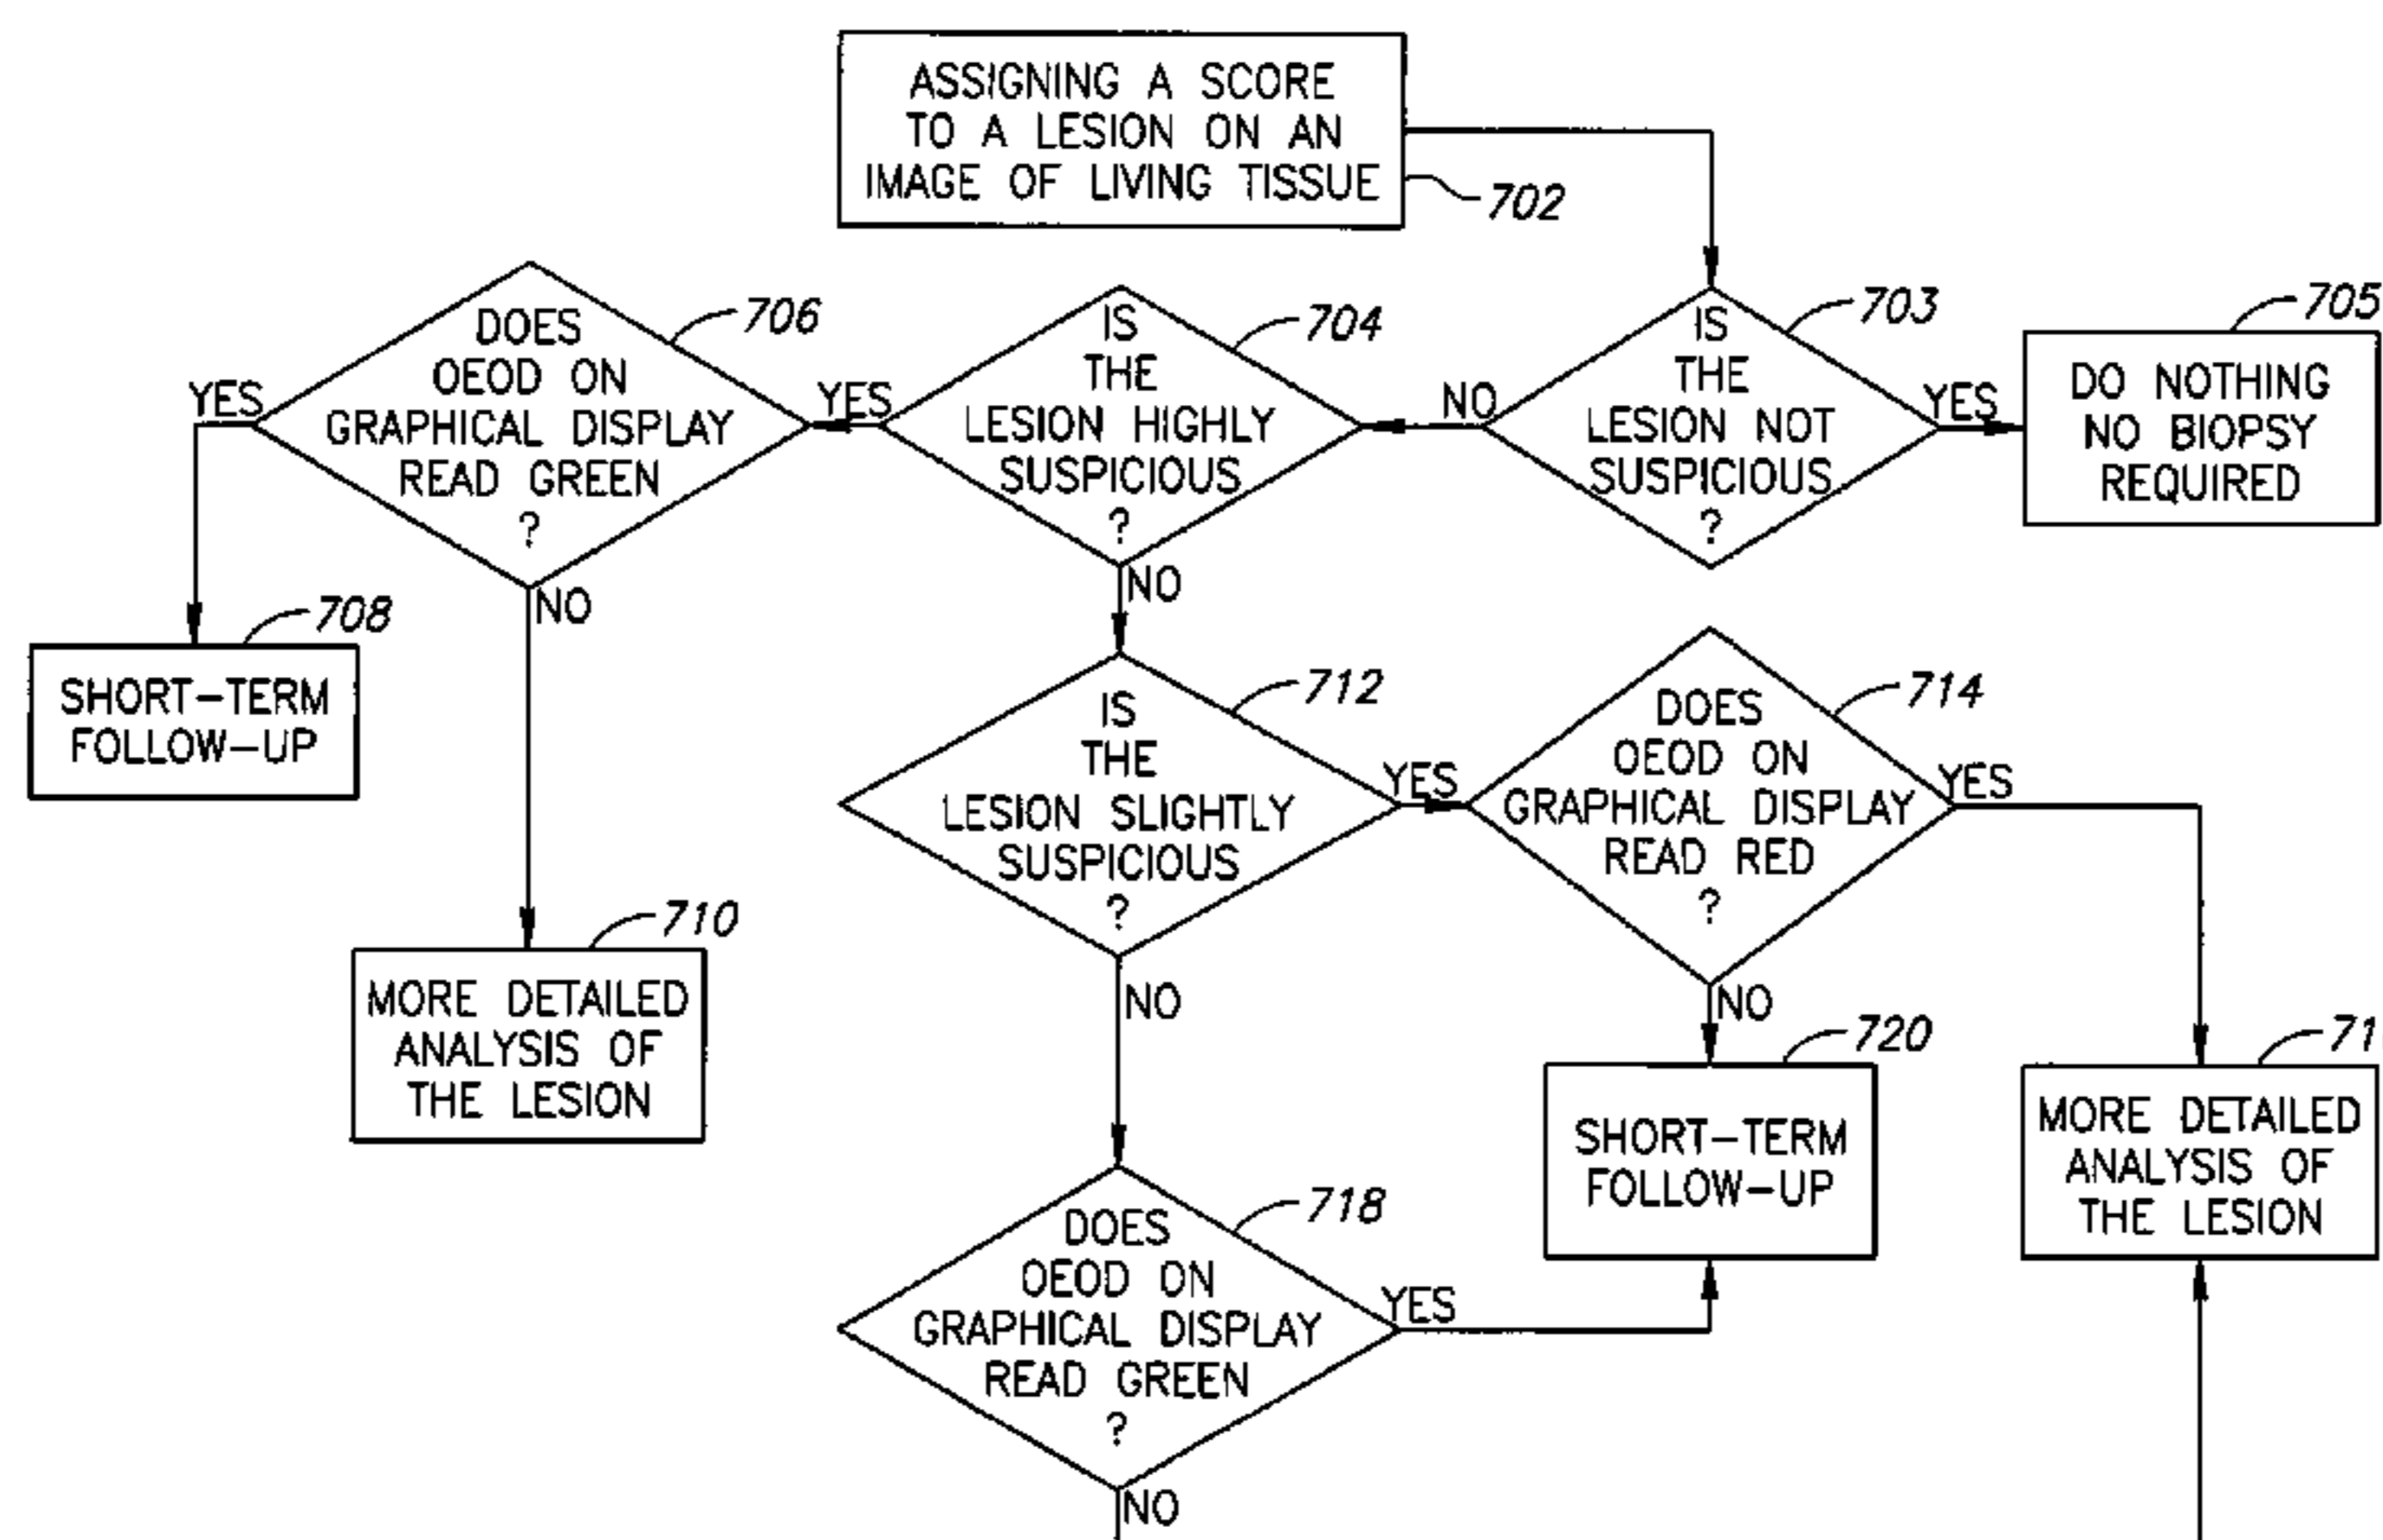 ASSIGNING A SCORE
TO A LESION ON AN
IMAGE OF LIVING TISSUE
702
DOES
OEOD ON
GRAPHICAL DISPLAY
READ GREEN
?
706
YES
NO
IS
THE
LESION HIGHLY
SUSPICIOUS
?
704
YES
NO
IS
THE
LESION NOT
SUSPICIOUS
?
703
NO
YES
705
DO NOTHING
NO BIOPSY
REQUIRED
708
SHORT-TERM
FOLLOW-UP
710
MORE DETAILED
ANALYSIS OF
THE LESION
IS
THE
LESION SLIGHTLY
SUSPICIOUS
?
712
YES
NO
DOES
OEOD ON
GRAPHICAL DISPLAY
READ RED
?
714
YES
NO
720
SHORT-TERM
FOLLOW-UP
MORE DETAILED
ANALYSIS OF
THE LESION
DOES
OEOD ON
GRAPHICAL DISPLAY
READ GREEN
?
718
YES
NO